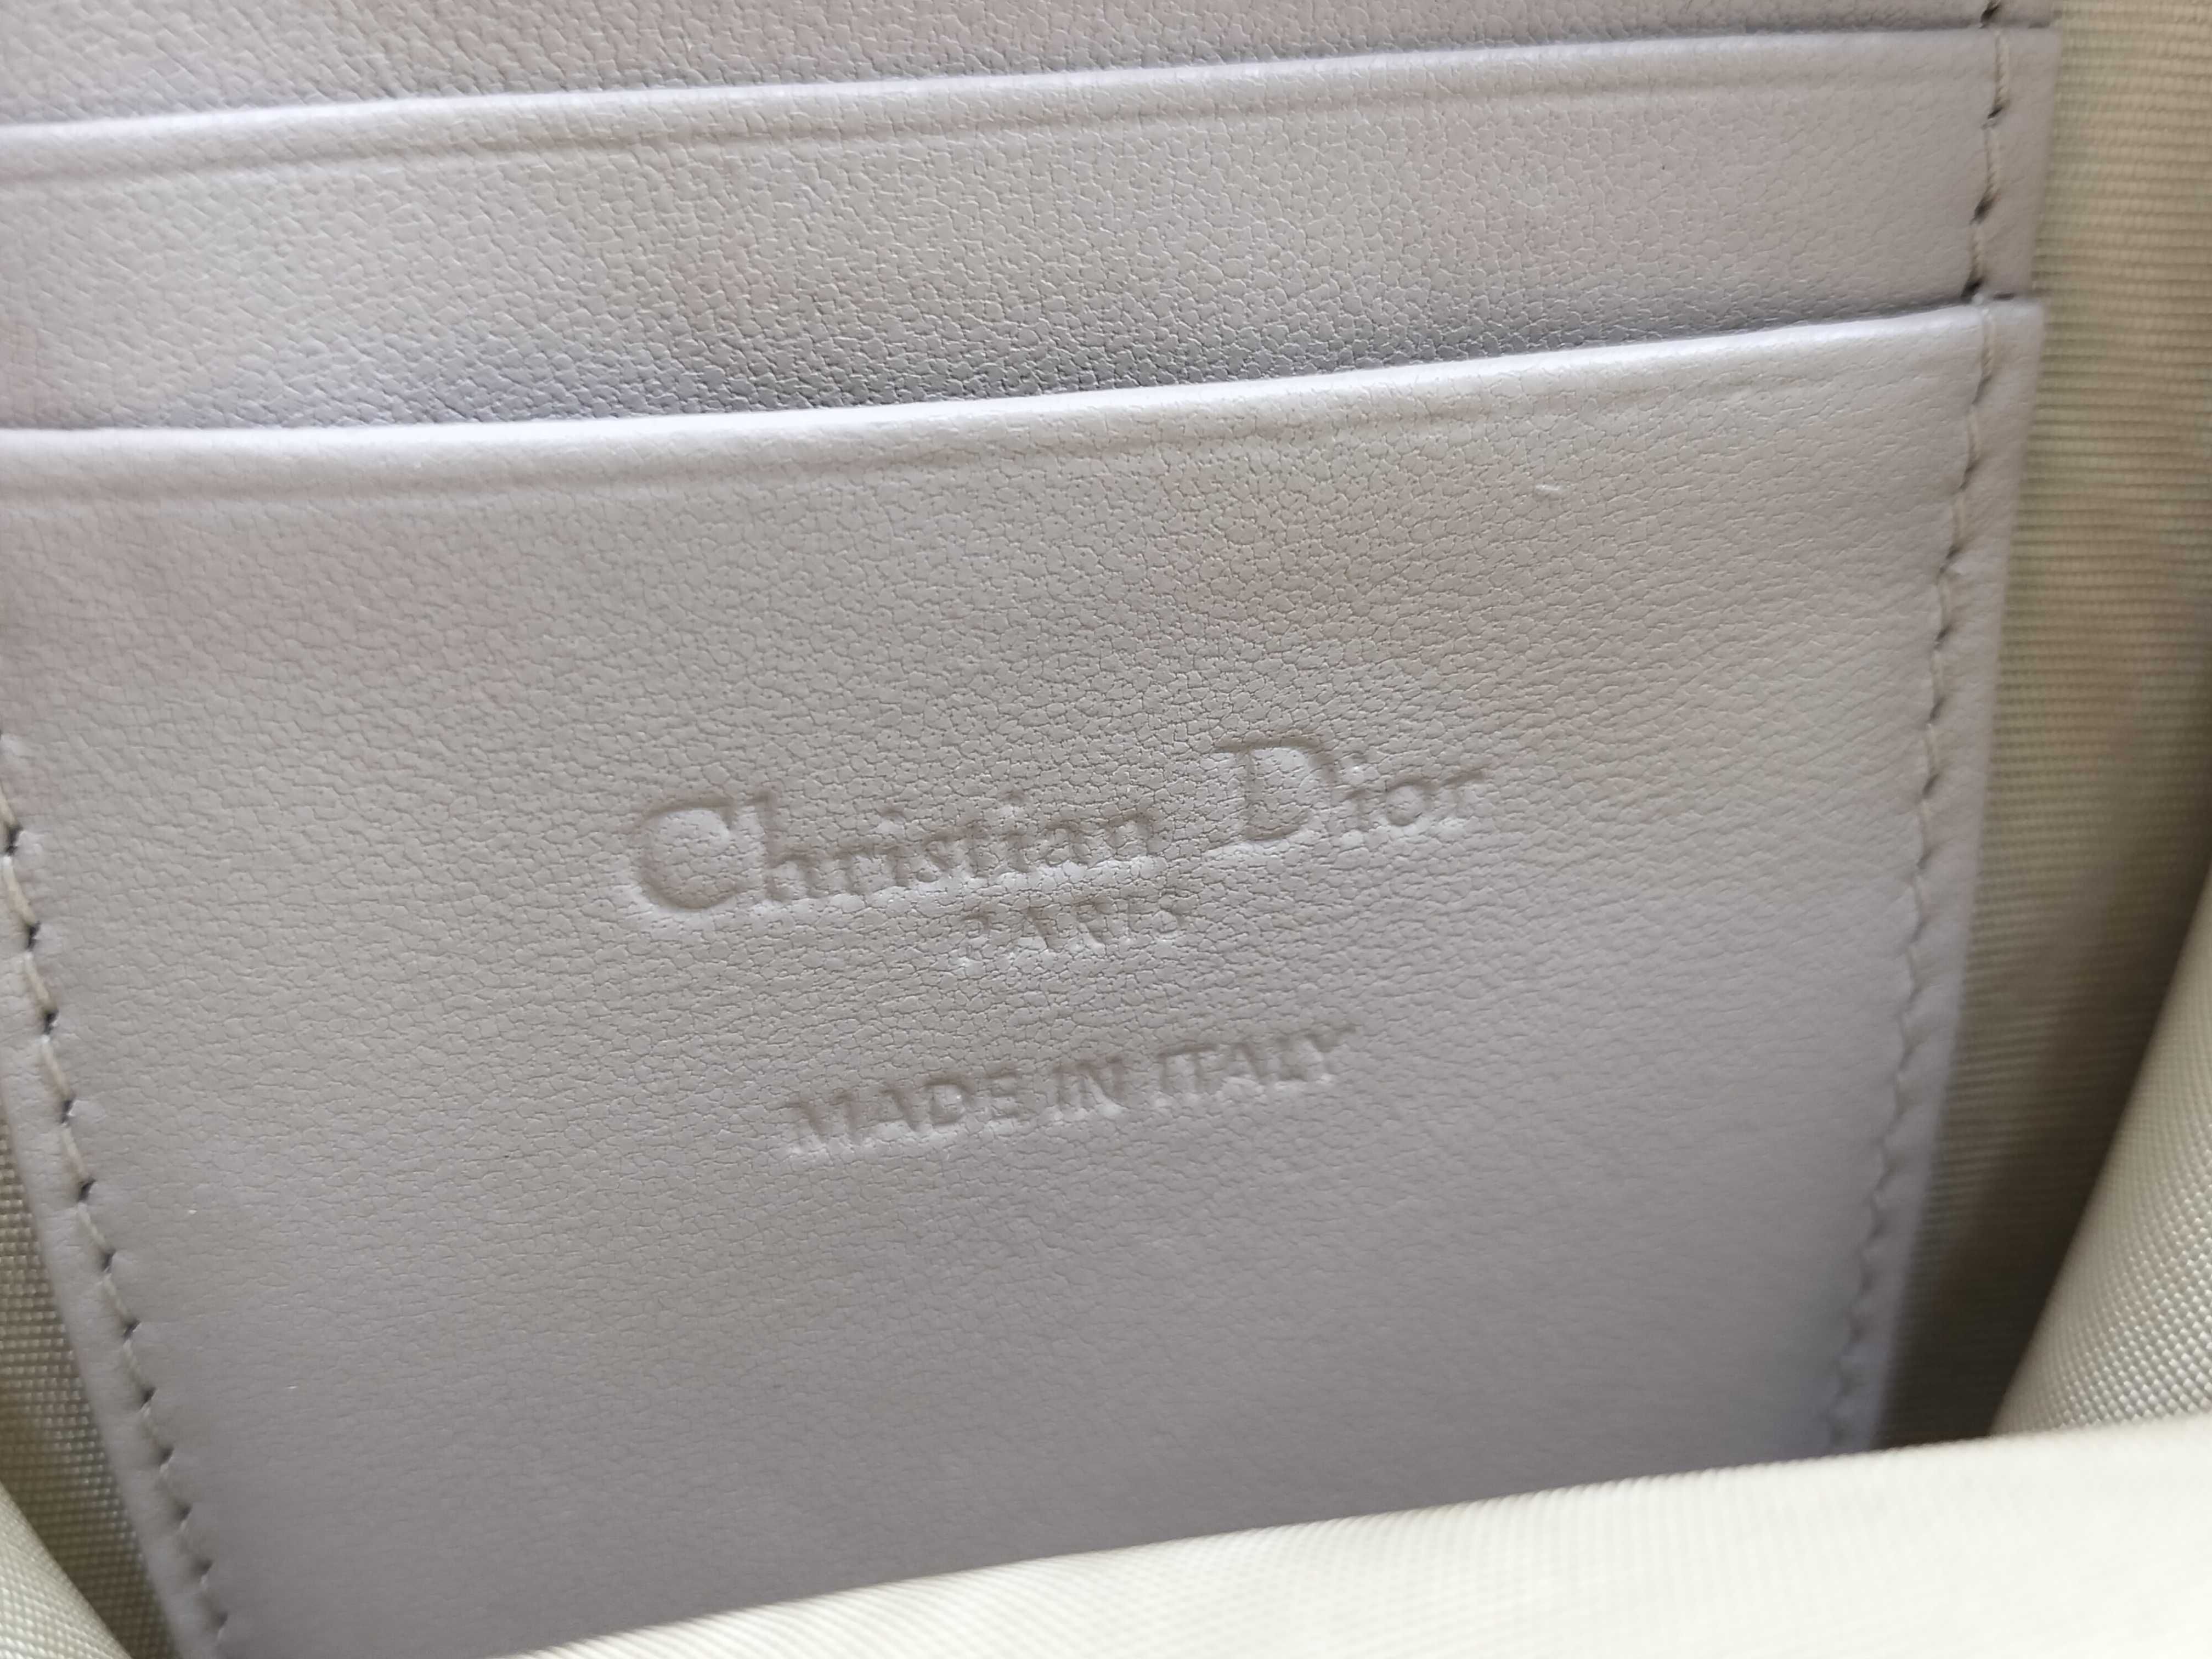 Christian Dior
PARIS
MADE IN ITALY